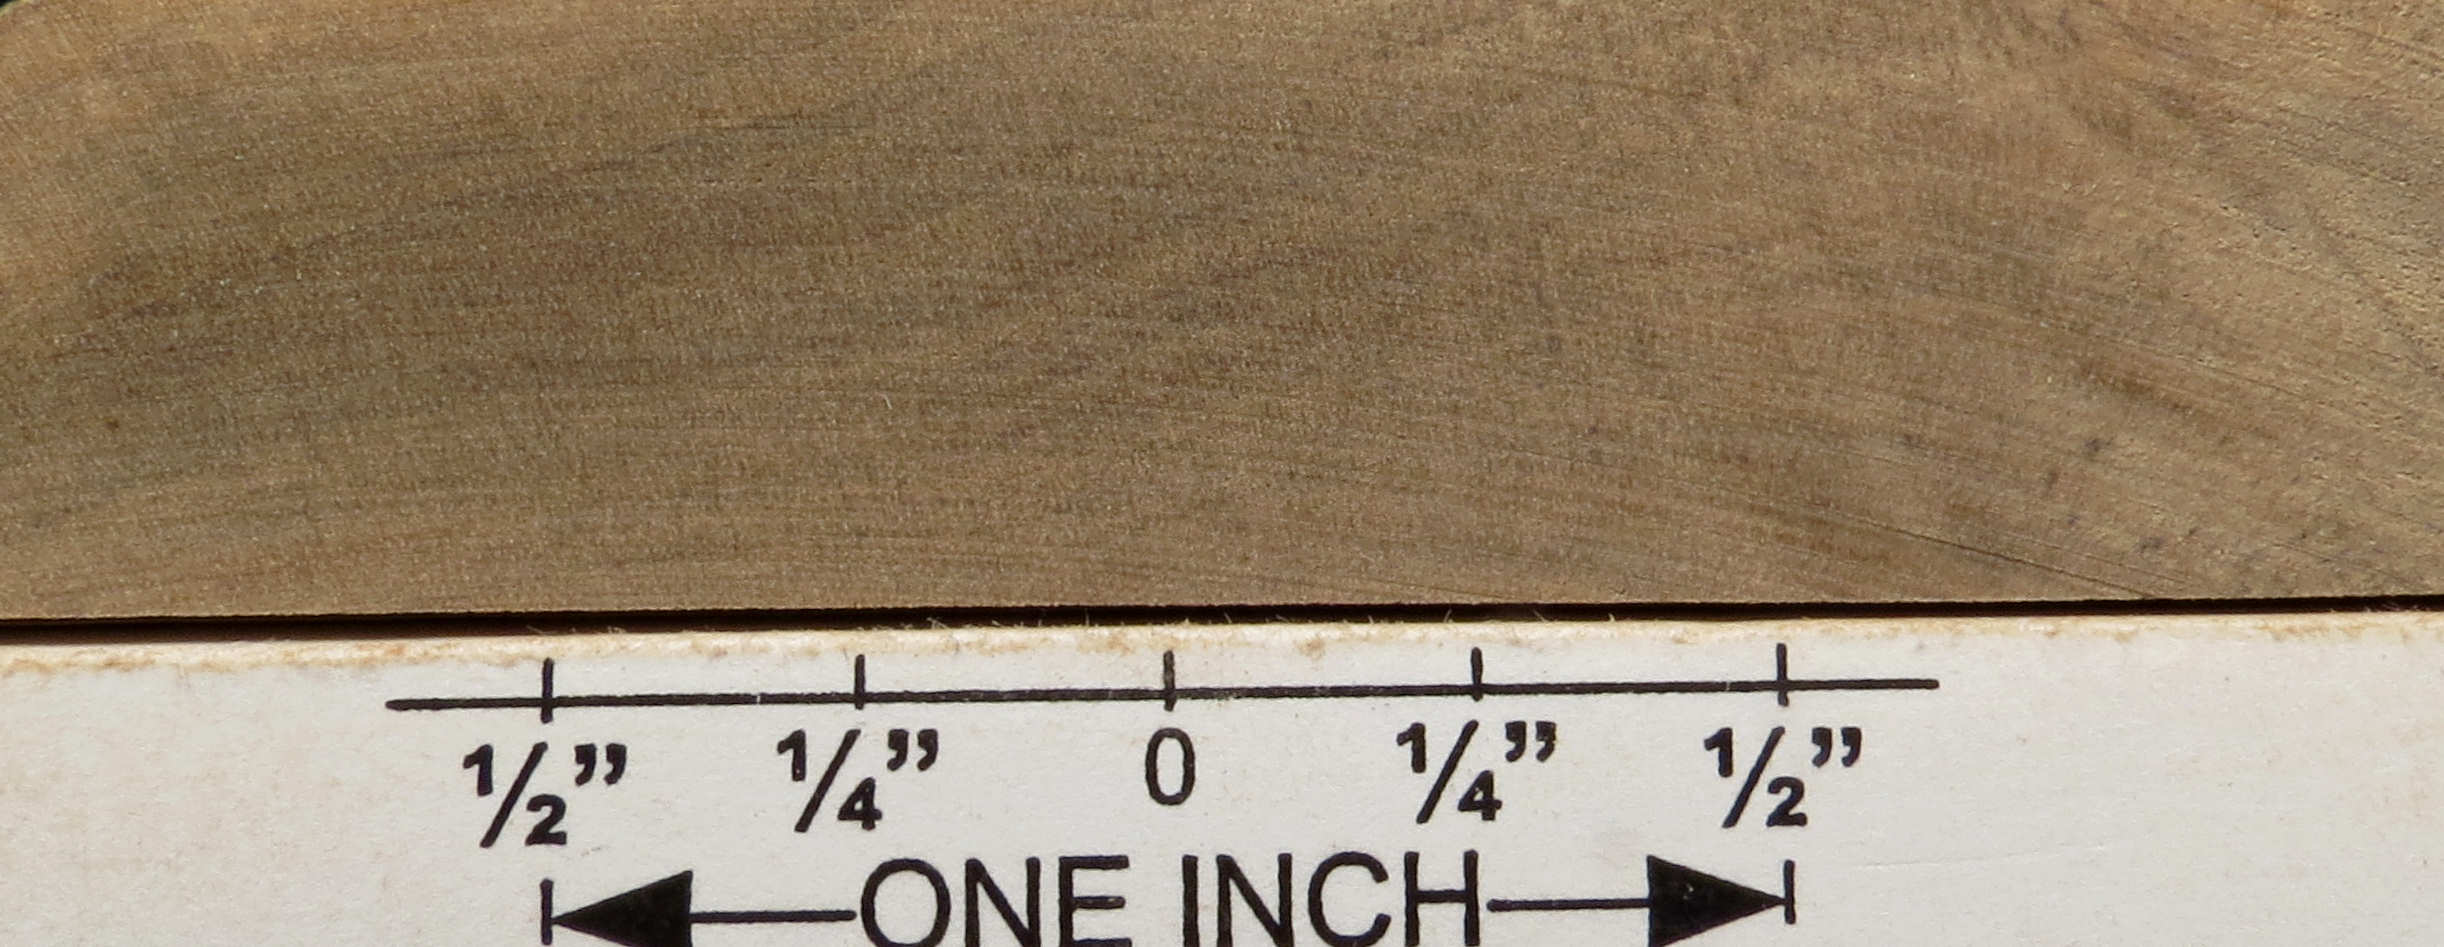 ½” ¼” 0 ¼” ½”
ONE INCH